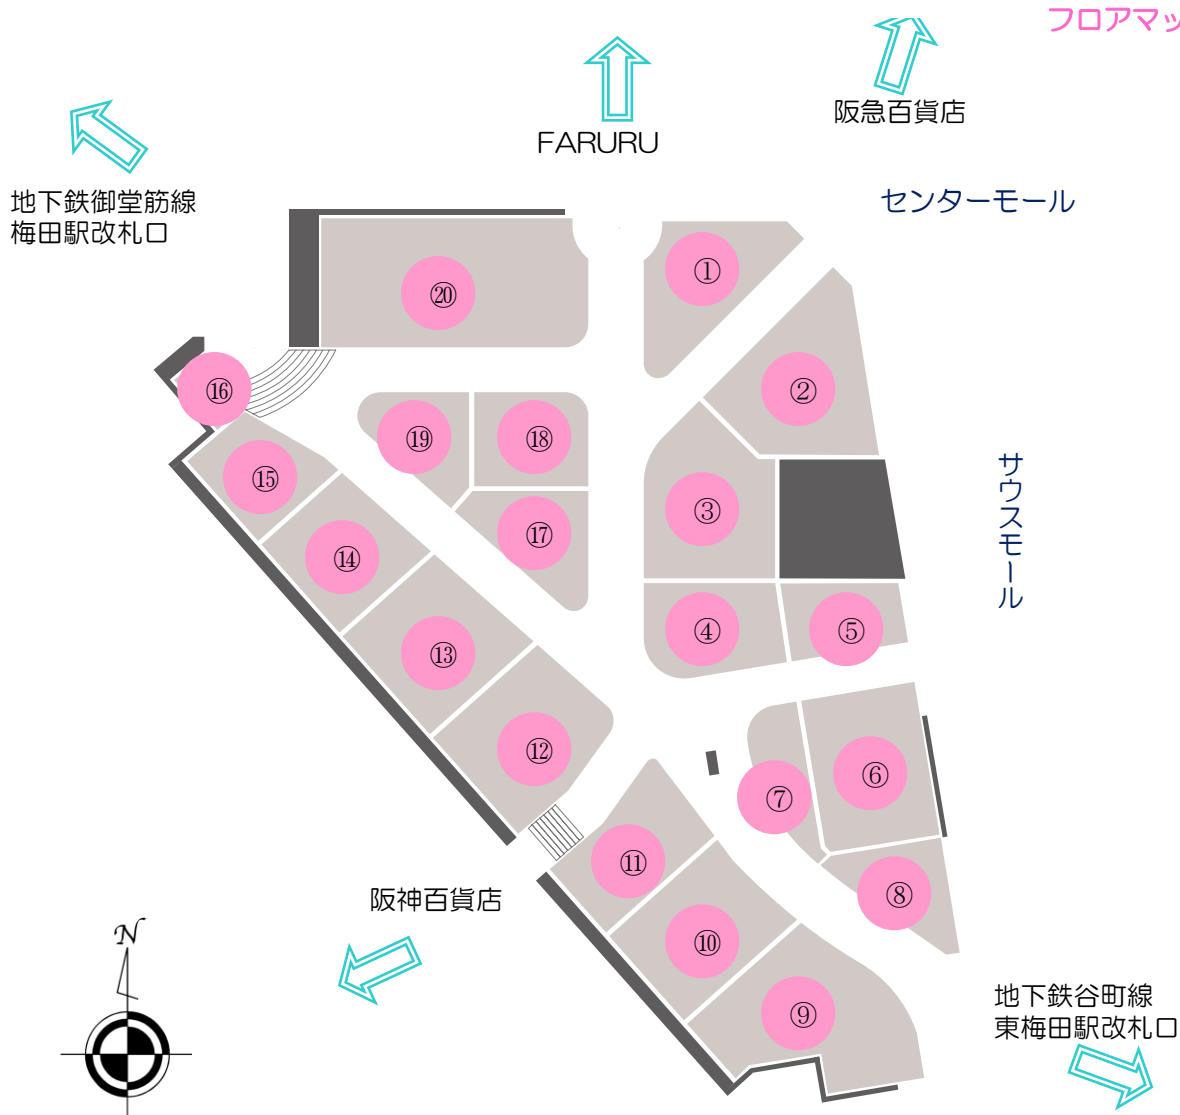 フロアマッ
阪急百貨店
FARURU
地下鉄御堂筋線
梅田駅改札口
センターモール
①
⑳
②
⑯
⑲
⑱
⑮
③
サウスモール
⑰
⑭
④
⑤
⑬
⑫
⑥
⑦
⑪
⑧
阪神百貨店
⑩
N
地下鉄谷町線
東梅田駅改札口
⑨